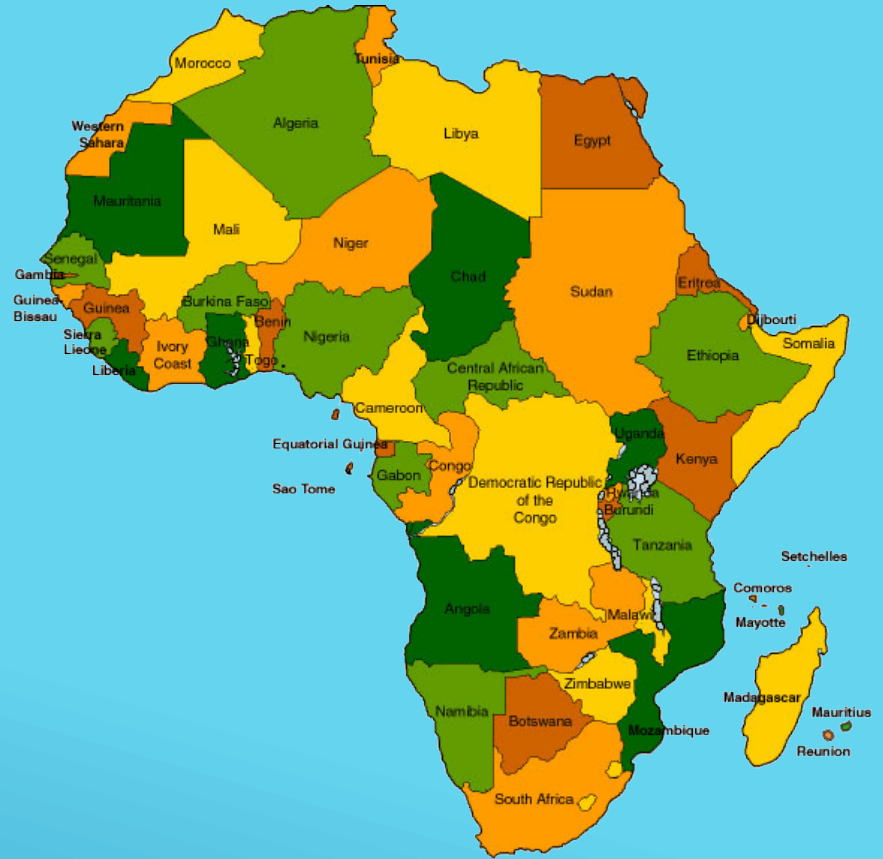 Morocco
Tunisia
Algeria
Libya
Egypt
Western
Sahara
Mauritania
Mali
Niger
Chad
Sudan
Eritrea
Senegal
Gambia
Guinea-
Bissau
Guinea
Burkina Faso
Benin
Nigeria
Djibouti
Somalia
Ethiopia
Sierra
Lieone
Liberia
Ivory
Coast
Ghana
Togo
Central African
Republic
Cameroon
Uganda
Kenya
Equatorial Gujnea
Sao Tome
Gabon
Congo
Democratic Republic
of the
Congo
Rwanda
Burundi
Tanzania
Setchelles
Comoros
Mayotte
Angola
Zambia
Malawi
Zimbabwe
Madagascar
Namibia
Botswana
Mozambique
Mauritius
Reunion
South Africa